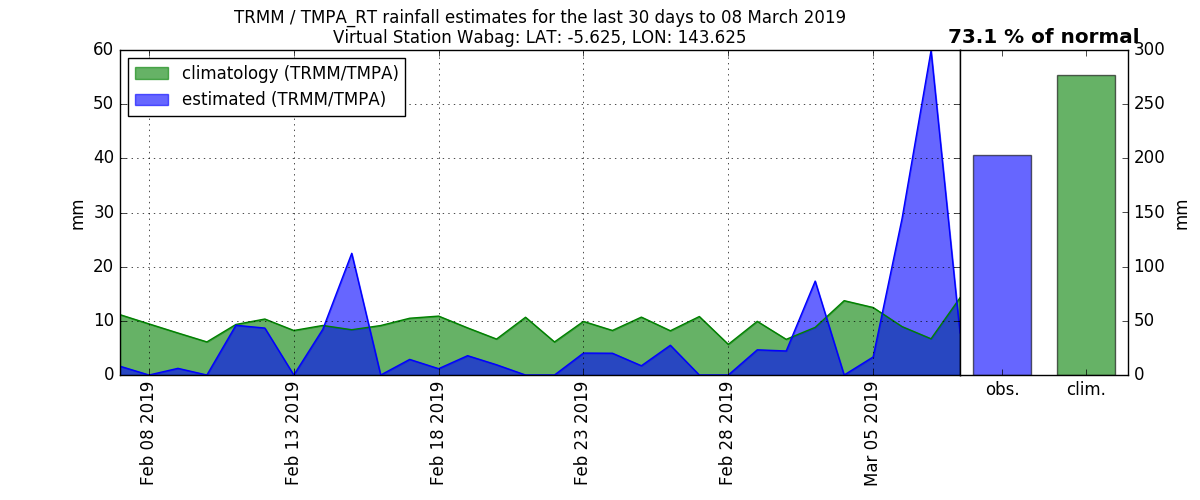 TRMM / TMPA_RT rainfall estimates for the last 30 days to 08 March 2019
Virtual Station Wabag: LAT: -5.625, LON: 143.625
73.1 % of normal
climatology (TRMM/TMPA)
estimated (TRMM/TMPA)
60
50
40
30
20
10
0
mm
Feb 08 2019
Feb 13 2019
Feb 18 2019
Feb 23 2019
Feb 28 2019
Mar 05 2019
obs.
clim.
300
250
200
150
100
50
0
mm